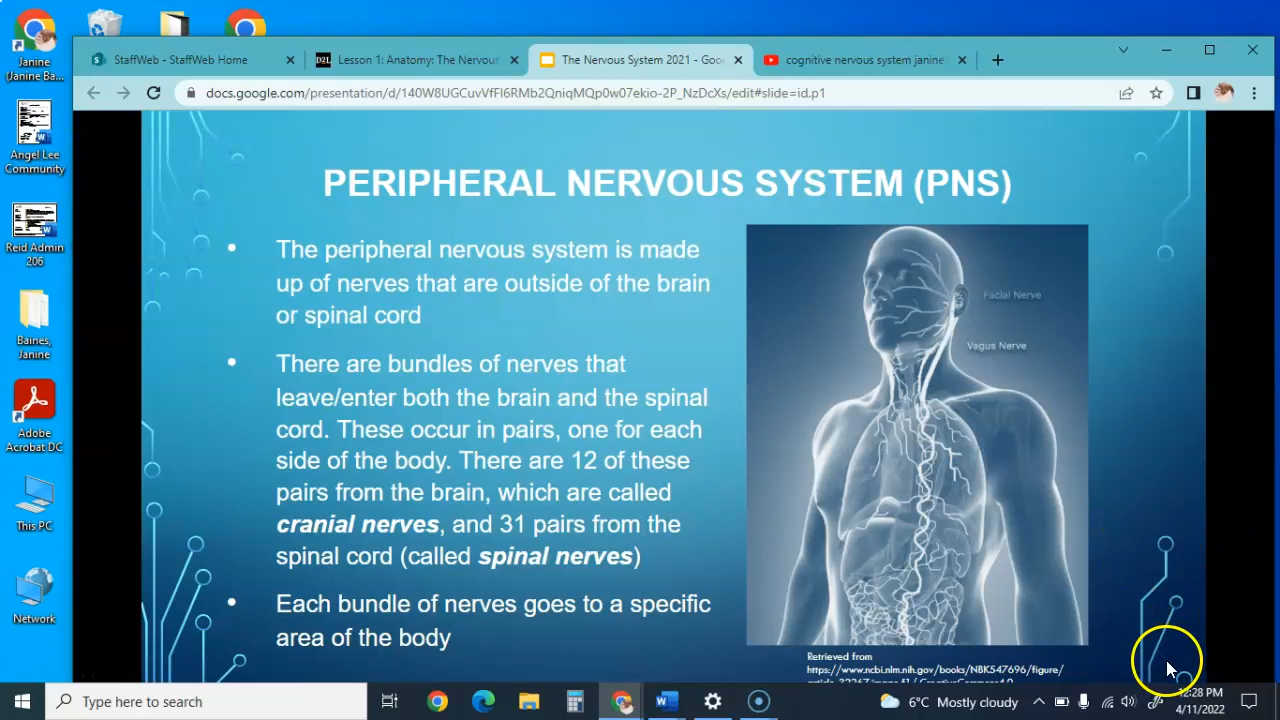 Janine
(Janine Ba...
Angel Lee
Community
Reid Admin
206
Baines,
Janine
Adobe
Acrobat DC
This PC
Network
StaffWeb - StaffWeb Home
D2L
Lesson 1: Anatomy: The Nervous
The Nervous System 2021 - Goo
cognitive nervous system janine
docs.google.com/presentation/d/140W8UGCuvVfFI6RMb2QniqMQp0w07ekio-2P_NzDcXs/edit#slide=id.p1
PERIPHERAL NERVOUS SYSTEM (PNS)
• The peripheral nervous system is made
up of nerves that are outside of the brain
or spinal cord
• There are bundles of nerves that
leave/enter both the brain and the spinal
cord. These occur in pairs, one for each
side of the body. There are 12 of these
pairs from the brain, which are called
cranial nerves, and 31 pairs from the
spinal cord (called spinal nerves)
• Each bundle of nerves goes to a specific
area of the body
Facial Nerve
Vagus Nerve
Retrieved from
https://www.ncbi.nlm.nih.gov/books/NBK547696/figure/
Type here to search
6°C Mostly cloudy
12:28 PM
4/11/2022